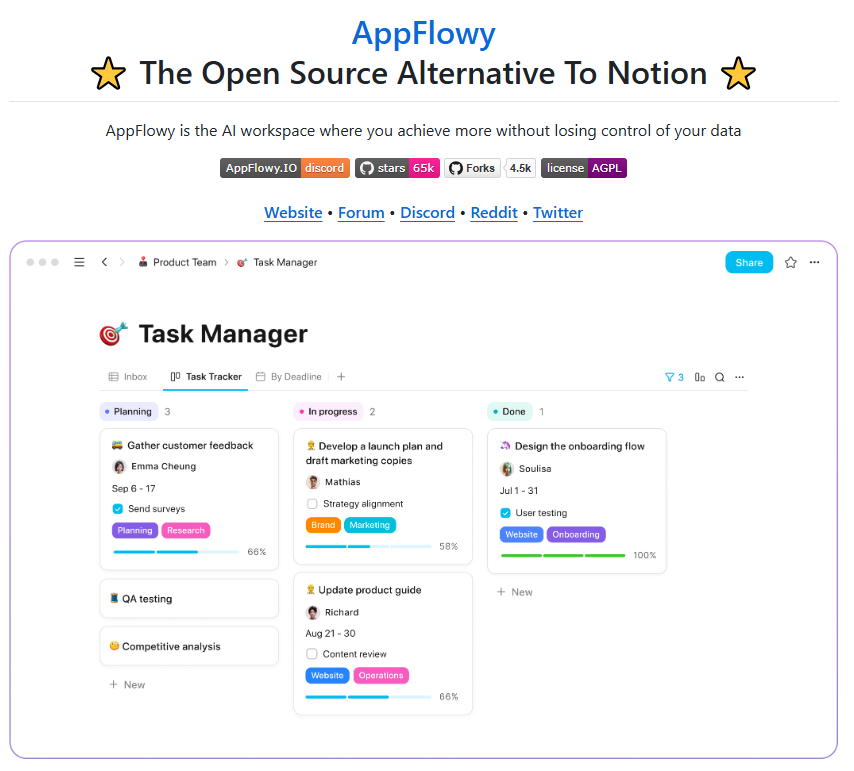 AppFlowy
⭐ The Open Source Alternative To Notion ⭐
AppFlowy is the AI workspace where you achieve more without losing control of your data
AppFlowy.IO discord stars 65k Forks 4.5k license AGPL
Website • Forum • Discord • Reddit • Twitter
Product Team > Task Manager
Share
Task Manager
Inbox Task Tracker By Deadline +
3
Planning 3
Gather customer feedback
Emma Cheung
Sep 6 - 17
Send surveys
Planning Research
66%
QA testing
Competitive analysis
+ New
In progress 2
Develop a launch plan and
draft marketing copies
Mathias
Strategy alignment
Brand Marketing
58%
Update product guide
Richard
Aug 21 - 30
Content review
Website Operations
66%
Done 1
Design the onboarding flow
Soulisa
Jul 1 - 31
User testing
Website Onboarding
100%
+ New